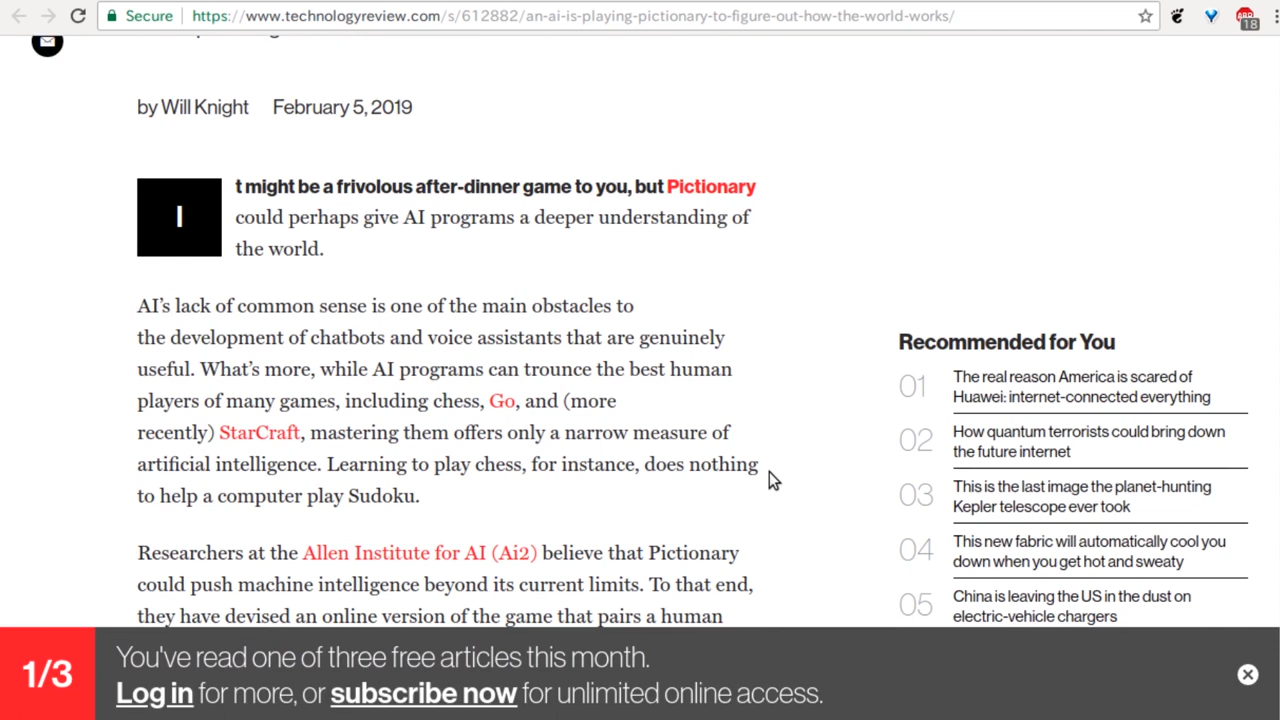 Secure
https://www.technologyreview.com/s/612882/an-ai-is-playing-pictionary-to-figure-out-how-the-world-works/
ABP
18
by Will Knight February 5, 2019
It might be a frivolous after-dinner game to you, but Pictionary
could perhaps give AI programs a deeper understanding of
the world.
AI’s lack of common sense is one of the main obstacles to
the development of chatbots and voice assistants that are genuinely
useful. What’s more, while AI programs can trounce the best human
players of many games, including chess, Go, and (more
recently) StarCraft, mastering them offers only a narrow measure of
artificial intelligence. Learning to play chess, for instance, does nothing
to help a computer play Sudoku.
Researchers at the Allen Institute for AI (Ai2) believe that Pictionary
could push machine intelligence beyond its current limits. To that end,
they have devised an online version of the game that pairs a human
Recommended for You
01 The real reason America is scared of
Huawei: internet-connected everything
02 How quantum terrorists could bring down
the future internet
03 This is the last image the planet-hunting
Kepler telescope ever took
04 This new fabric will automatically cool you
down when you get hot and sweaty
05 China is leaving the US in the dust on
electric-vehicle chargers
1/3
You've read one of three free articles this month.
Log in for more, or subscribe now for unlimited online access.